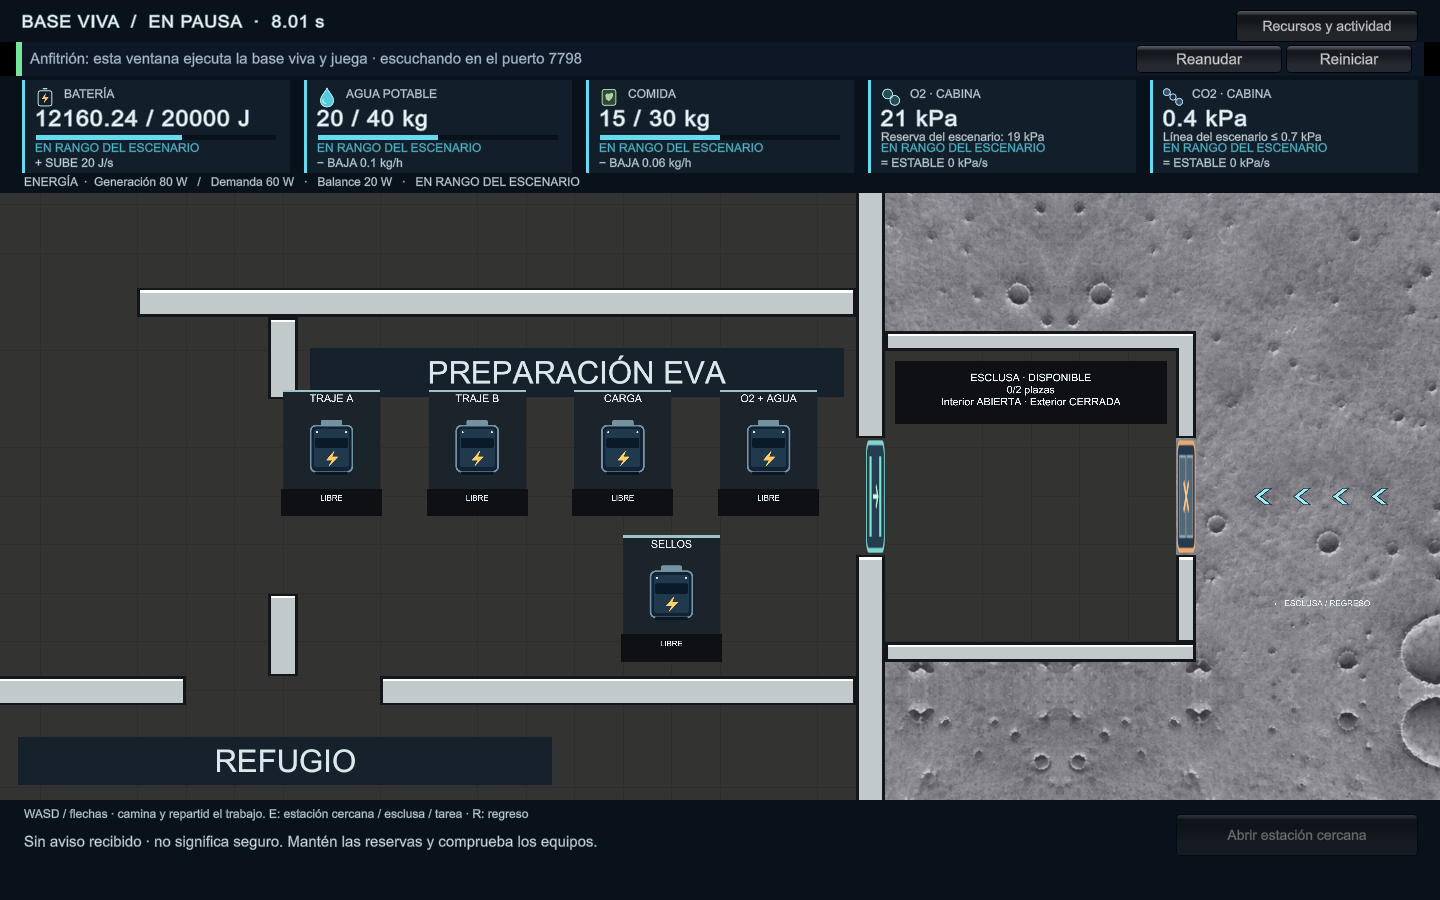 BASE VIVA / EN PAUSA · 8.01 s
Recursos y actividad
Anfitrión: esta ventana ejecuta la base viva y juega · escuchando en el puerto 7798
Reanudar
Reiniciar
BATERÍA
12160.24 / 20000 J
EN RANGO DEL ESCENARIO
+ SUBE 20 J/s
AGUA POTABLE
20 / 40 kg
EN RANGO DEL ESCENARIO
− BAJA 0.1 kg/h
COMIDA
15 / 30 kg
EN RANGO DEL ESCENARIO
− BAJA 0.06 kg/h
O2 · CABINA
21 kPa
Reserva del escenario: 19 kPa
EN RANGO DEL ESCENARIO
= ESTABLE 0 kPa/s
CO2 · CABINA
0.4 kPa
Línea del escenario ≤ 0.7 kPa
EN RANGO DEL ESCENARIO
= ESTABLE 0 kPa/s
ENERGÍA · Generación 80 W / Demanda 60 W · Balance 20 W · EN RANGO DEL ESCENARIO
PREPARACIÓN EVA
TRAJE A
LIBRE
TRAJE B
LIBRE
CARGA
LIBRE
O2 + AGUA
LIBRE
SELLOS
LIBRE
ESCLUSA · DISPONIBLE
0/2 plazas
Interior ABIERTA · Exterior CERRADA
← ESCLUSA / REGRESO
REFUGIO
WASD / flechas · camina y repartid el trabajo. E: estación cercana / esclusa / tarea · R: regreso
Sin aviso recibido · no significa seguro. Mantén las reservas y comprueba los equipos.
Abrir estación cercana